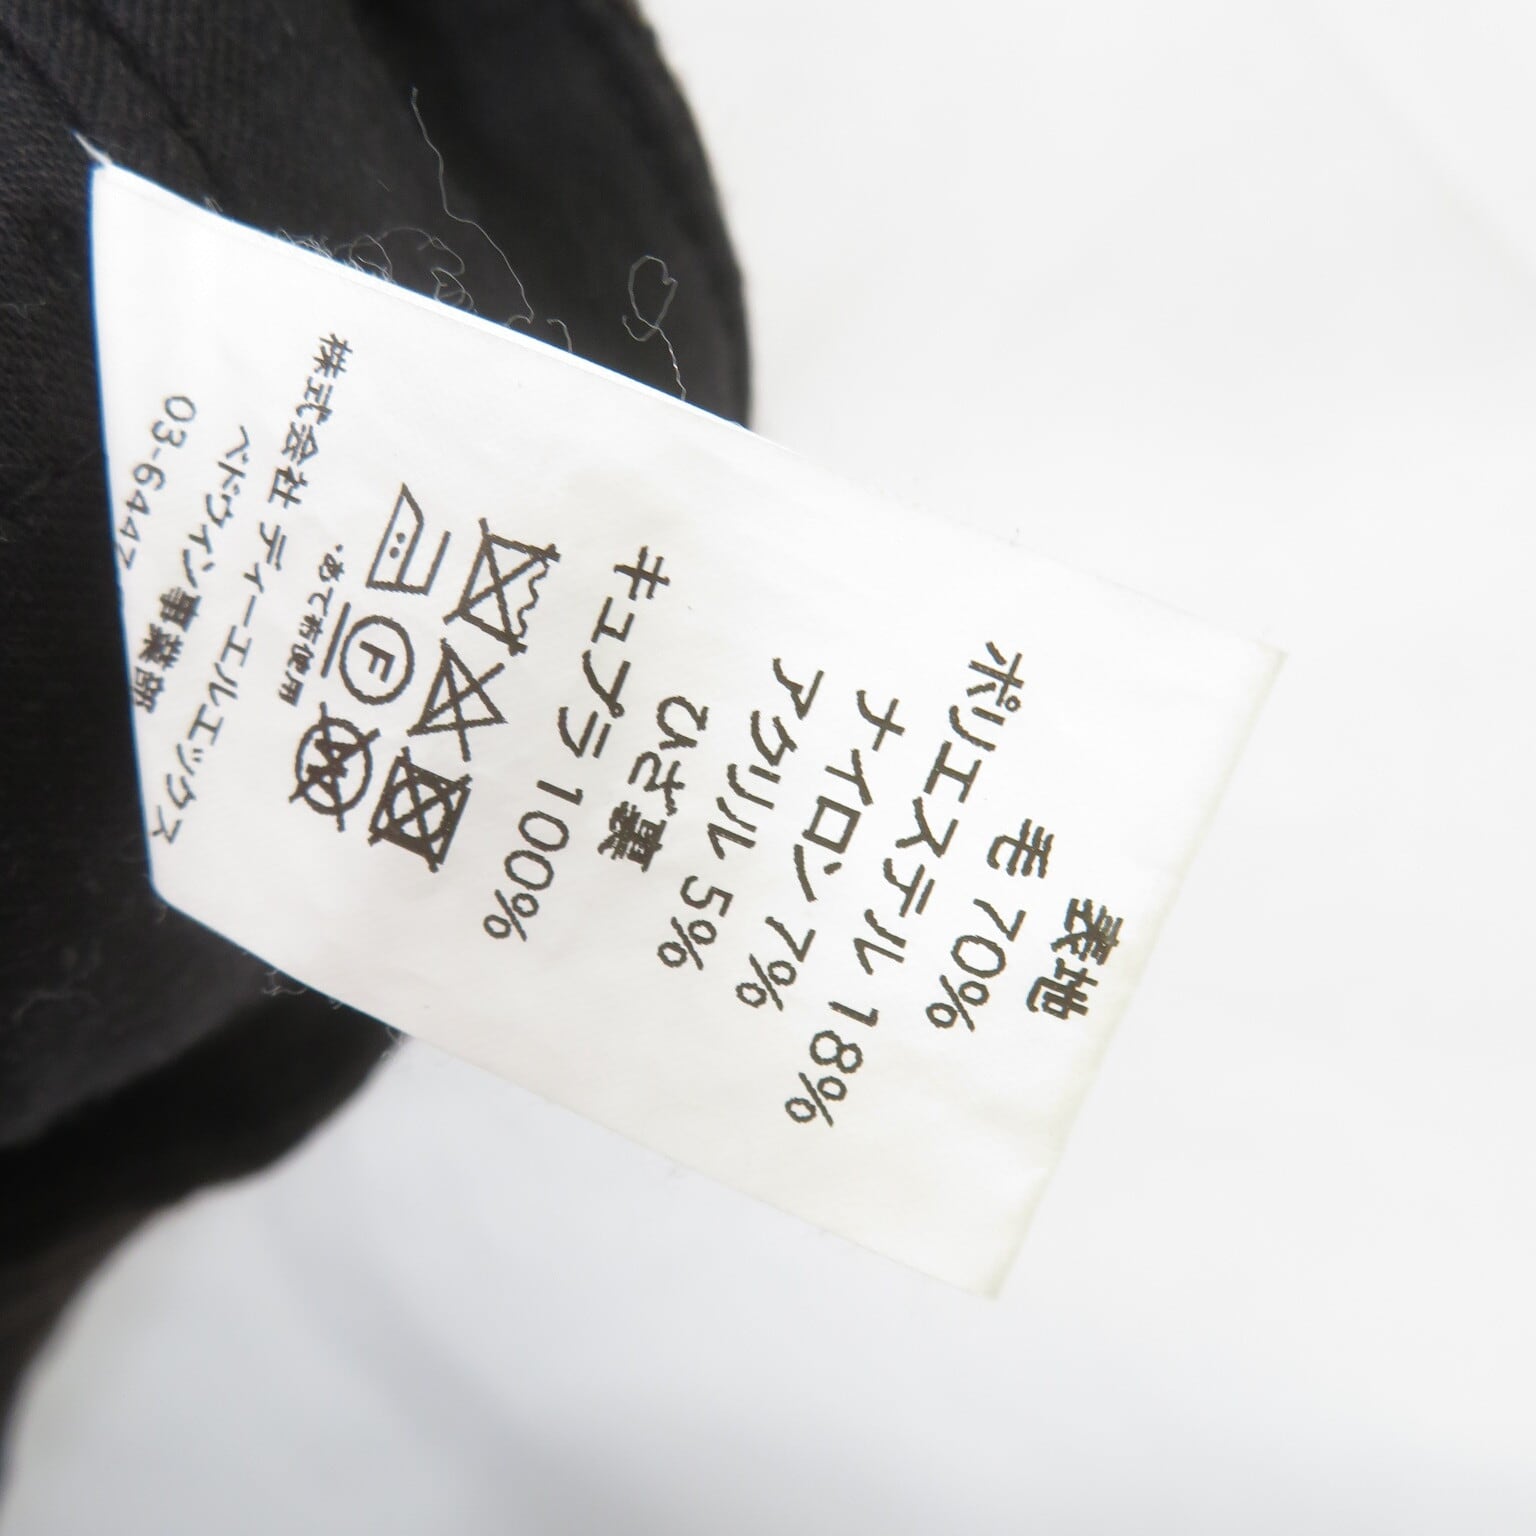 表地
毛 70%
ポリエステル 18%
ナイロン 7%
アクリル 5%
ひざ裏
キュプラ 100%
F
・あて布使用
株式会社 ディーエルエックス
ベドウィン事業部
03-6447